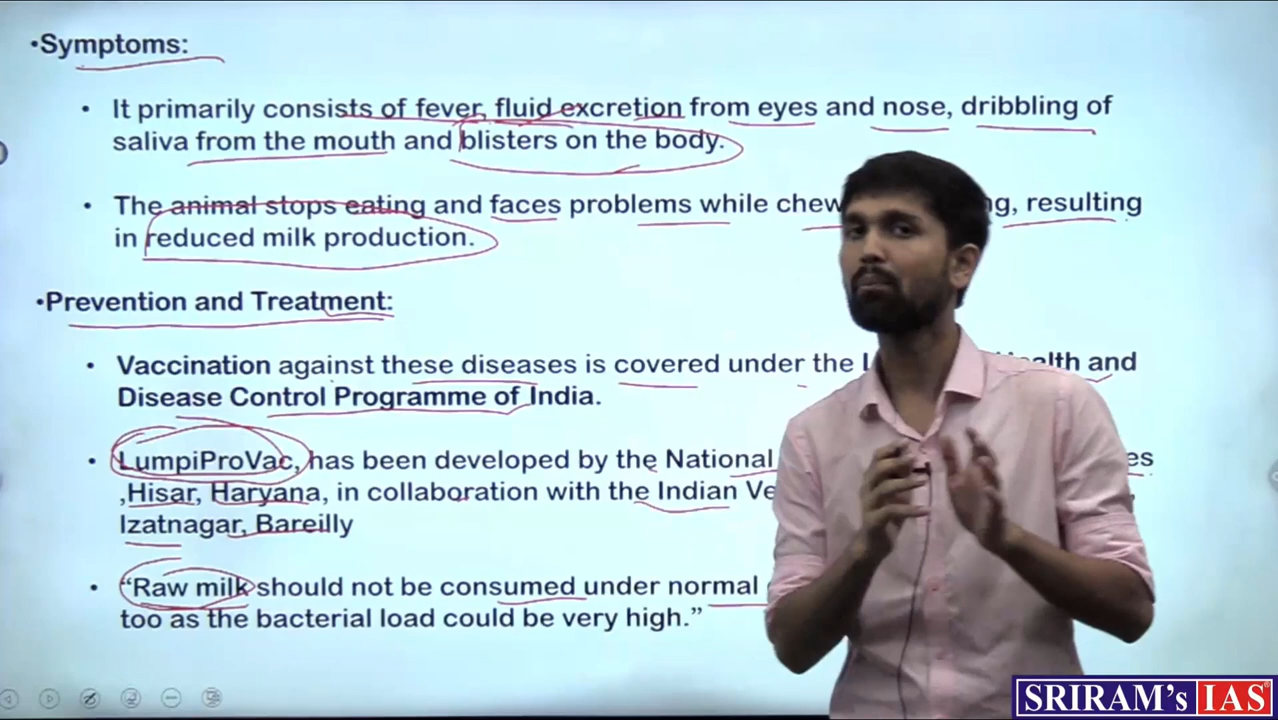 •Symptoms:
• It primarily consists of fever, fluid excretion from eyes and nose, dribbling of
saliva from the mouth and blisters on the body.
• The animal stops eating and faces problems while resulting
in reduced milk production.
•Prevention and Treatment:
• Vaccination against these diseases is covered under the and
Disease Control Programme of India.
• LumpiProVac, has been developed by the National
,Hisar, Haryana, in collaboration with the Indian
Izatnagar, Bareilly
• “Raw milk should not be consumed under normal
too as the bacterial load could be very high.”
SRIRAM's IAS